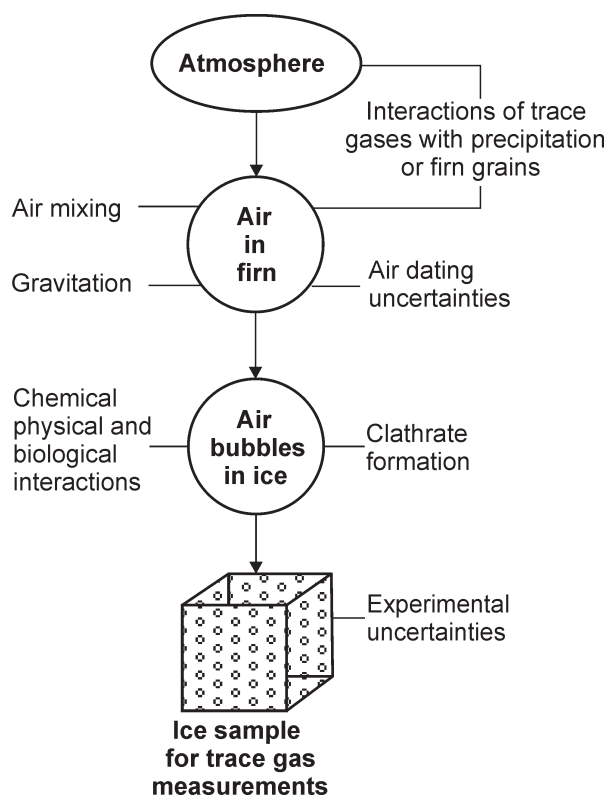 Atmosphere
Interactions of trace
gases with precipitation
or firn grains
Air mixing
Air
in
firn
Gravitation
Air dating
uncertainties
Chemical
physical and
biological
interactions
Air
bubbles
in ice
Clathrate
formation
Experimental
uncertainties
Ice sample
for trace gas
measurements